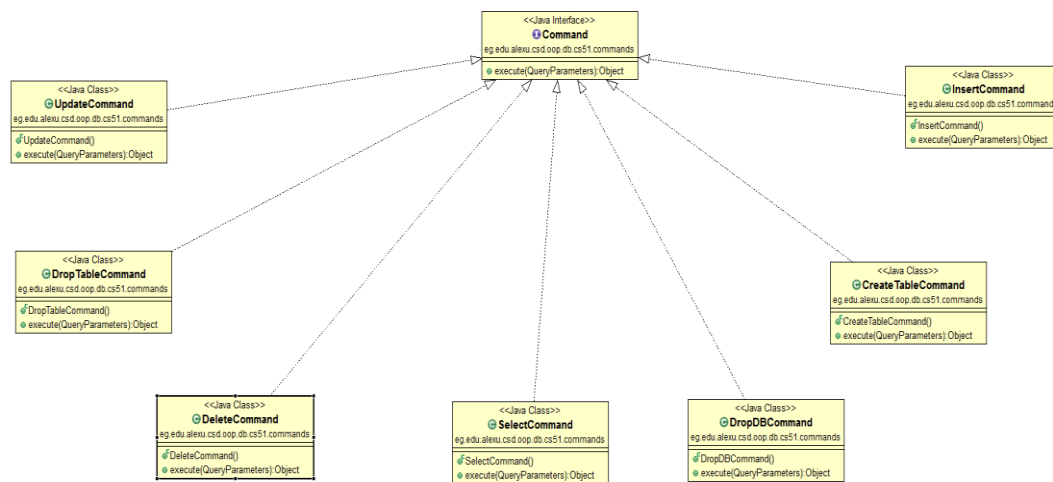 <<Java Interface>>
Command
eg.edu.alexu.csd.oop.db.cs51.commands
execute(QueryParameters):Object
<<Java Class>>
UpdateCommand
eg.edu.alexu.csd.oop.db.cs51.commands
UpdateCommand()
execute(QueryParameters):Object
<<Java Class>>
InsertCommand
eg.edu.alexu.csd.oop.db.cs51.commands
InsertCommand()
execute(QueryParameters):Object
<<Java Class>>
DropTableCommand
eg.edu.alexu.csd.oop.db.cs51.commands
DropTableCommand()
execute(QueryParameters):Object
<<Java Class>>
CreateTableCommand
eg.edu.alexu.csd.oop.db.cs51.commands
CreateTableCommand()
execute(QueryParameters):Object
<<Java Class>>
DeleteCommand
eg.edu.alexu.csd.oop.db.cs51.commands
DeleteCommand()
execute(QueryParameters):Object
<<Java Class>>
SelectCommand
eg.edu.alexu.csd.oop.db.cs51.commands
SelectCommand()
execute(QueryParameters):Object
<<Java Class>>
DropDBCommand
eg.edu.alexu.csd.oop.db.cs51.commands
DropDBCommand()
execute(QueryParameters):Object